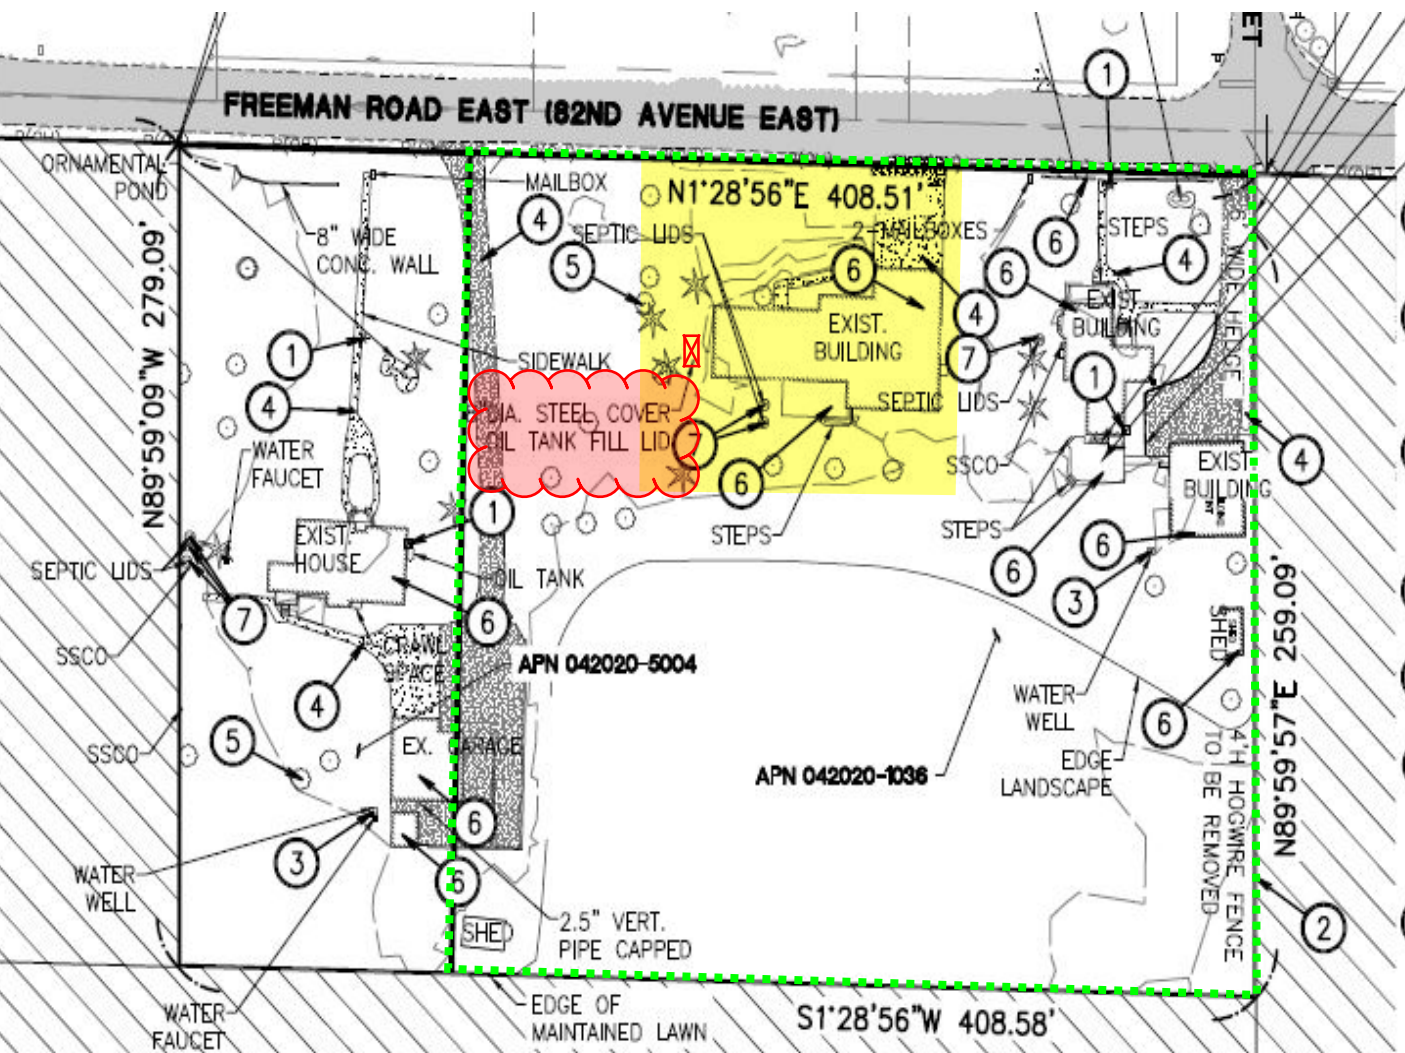 ET
1
FREEMAN ROAD EAST (82ND AVENUE EAST)
ORNAMENTAL
POND
MAILBOX
4
N1°28'56"E 408.51'
SEPTIC LIDS
2-MAILBOXES
6
STEPS
8" WIDE
CONC. WALL
5
6
6
4
WIDE HEDGE
N89°59'09"W 279.09'
EXIST.
BUILDING
4
EXIST
BUILDING
1
SIDEWALK
7
1
4
DIA. STEEL COVER
OIL TANK FILL LID
SEPTIC LIDS
7
WATER
FAUCET
SSCO
EXIST
BUILDING
4
6
1
STEPS
STEPS
EXIST.
HOUSE
6
SEPTIC LIDS
OIL TANK
6
3
7
6
SHED
SSCO
CRAWL
SPACE
APN 042020-5004
N89°59'57"E 259.09'
4
WATER
WELL
6
SSCO
5
EX. GARAGE
EDGE
LANDSCAPE
4'H HOGWIRE FENCE
TO BE REMOVED
APN 042020-1036
6
3
WATER
WELL
6
2
SHED
2.5" VERT.
PIPE CAPPED
WATER
FAUCET
EDGE OF
MAINTAINED LAWN
S1°28'56"W 408.58'